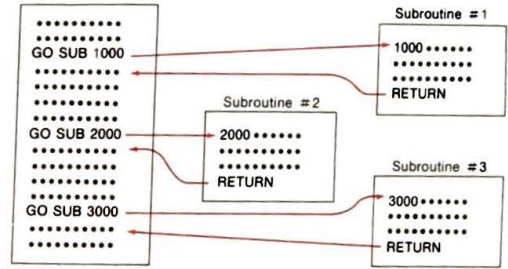 GO SUB 1000
GO SUB 2000
GO SUB 3000
Subroutine #1
1000
RETURN
Subroutine #2
2000
RETURN
Subroutine #3
3000
RETURN